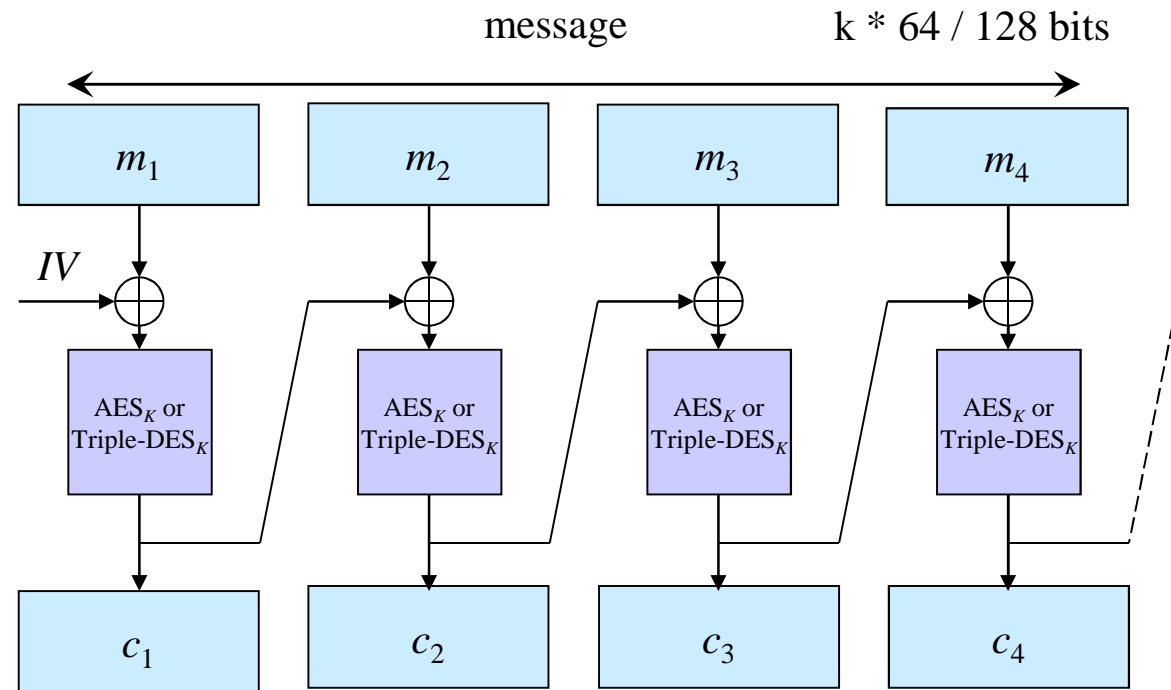 message k * 64 / 128 bits
m1 m2 m3 m4
IV
AESK or AESK or AESK or AESK or
Triple-DESK Triple-DESK Triple-DESK Triple-DESK
c1 c2 c3 c4